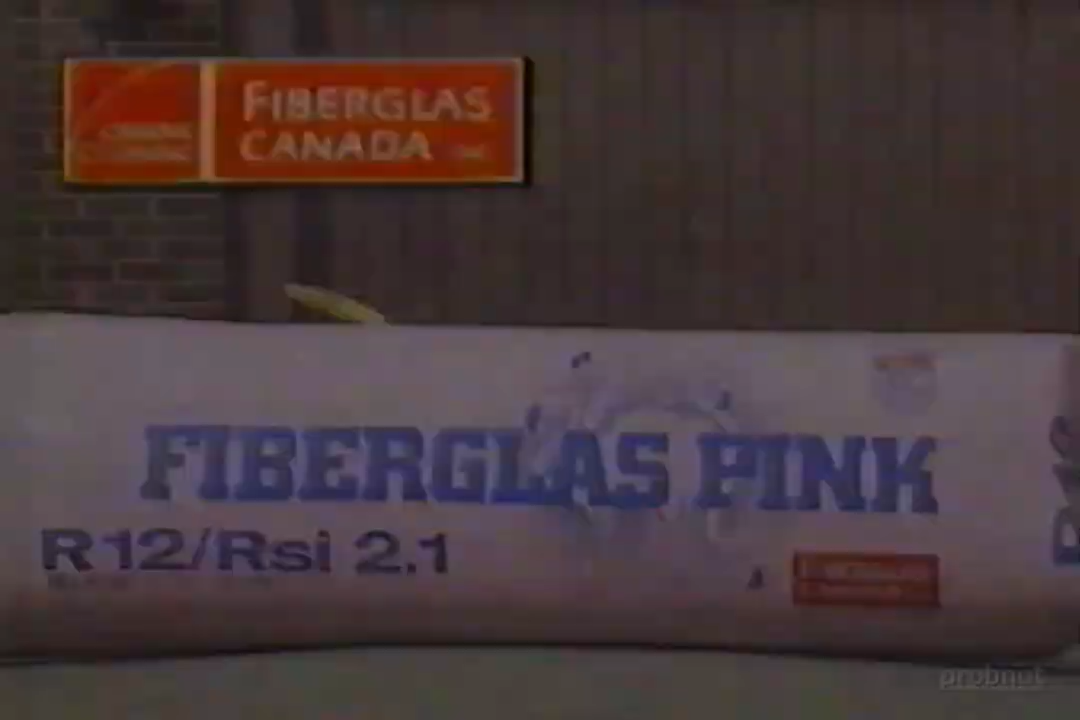 FIBERGLAS
CANADA
FIBERGLAS PINK
R12/Rsi 2.1
probnut